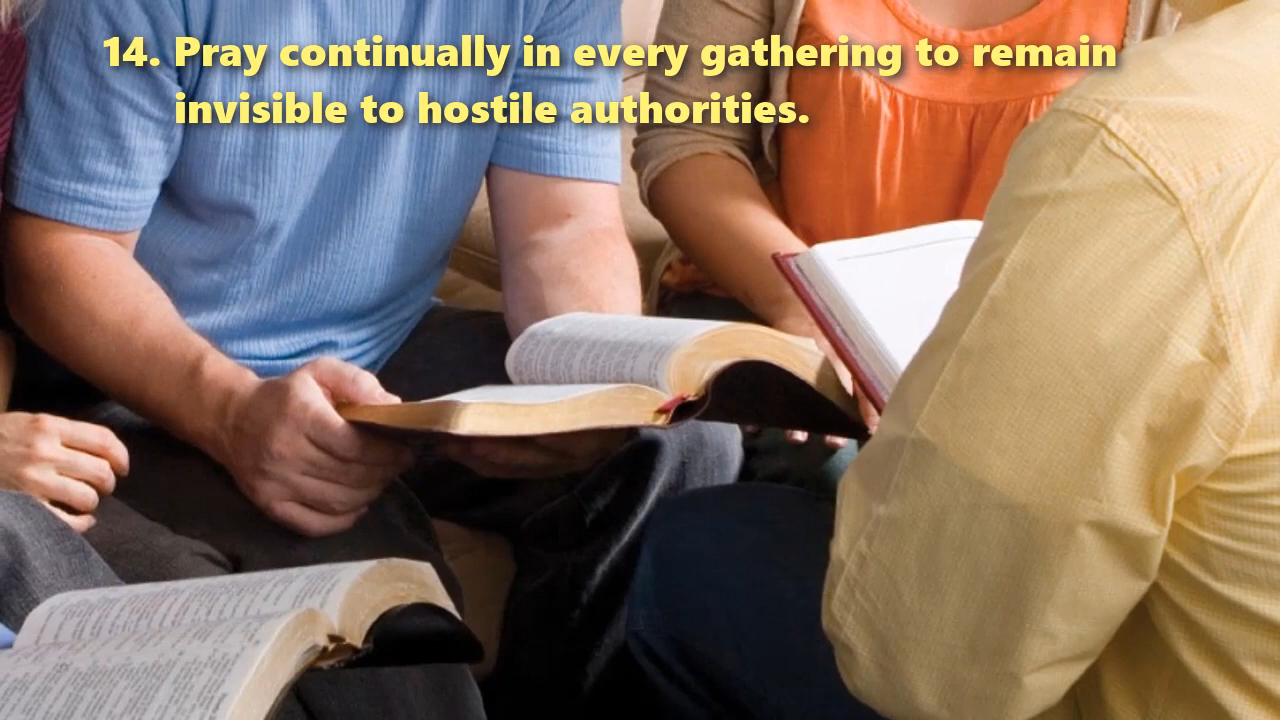 14. Pray continually in every gathering to remain
invisible to hostile authorities.